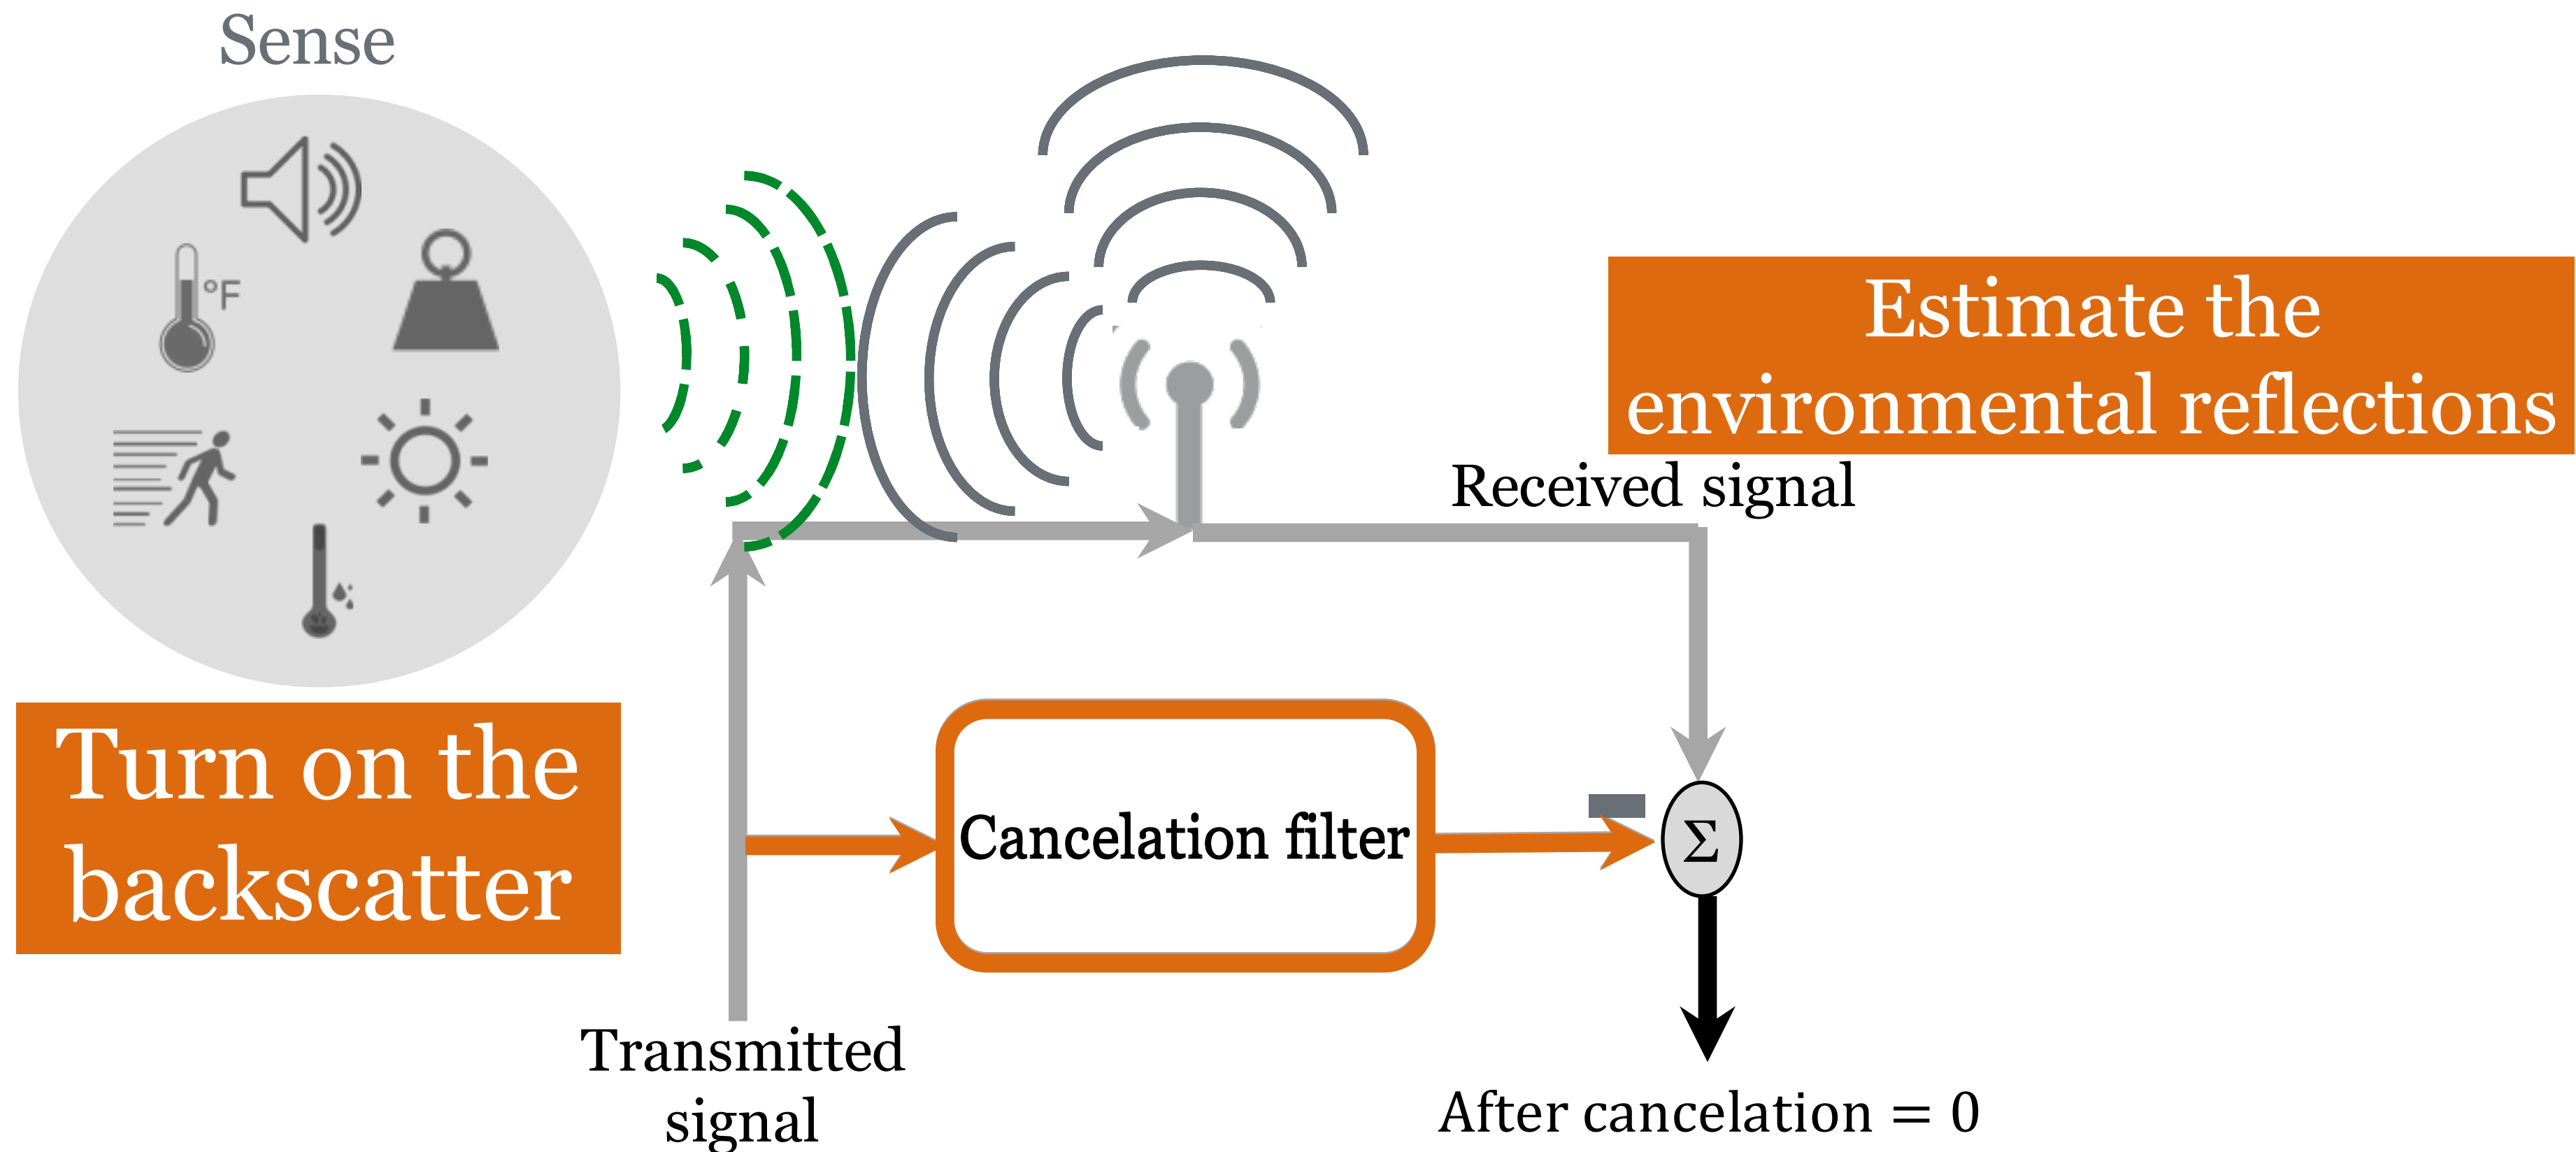 Sense
°F
Estimate the
environmental reflections
Received signal
Turn on the
backscatter
Cancelation filter
Σ
Transmitted
signal
After cancelation = 0